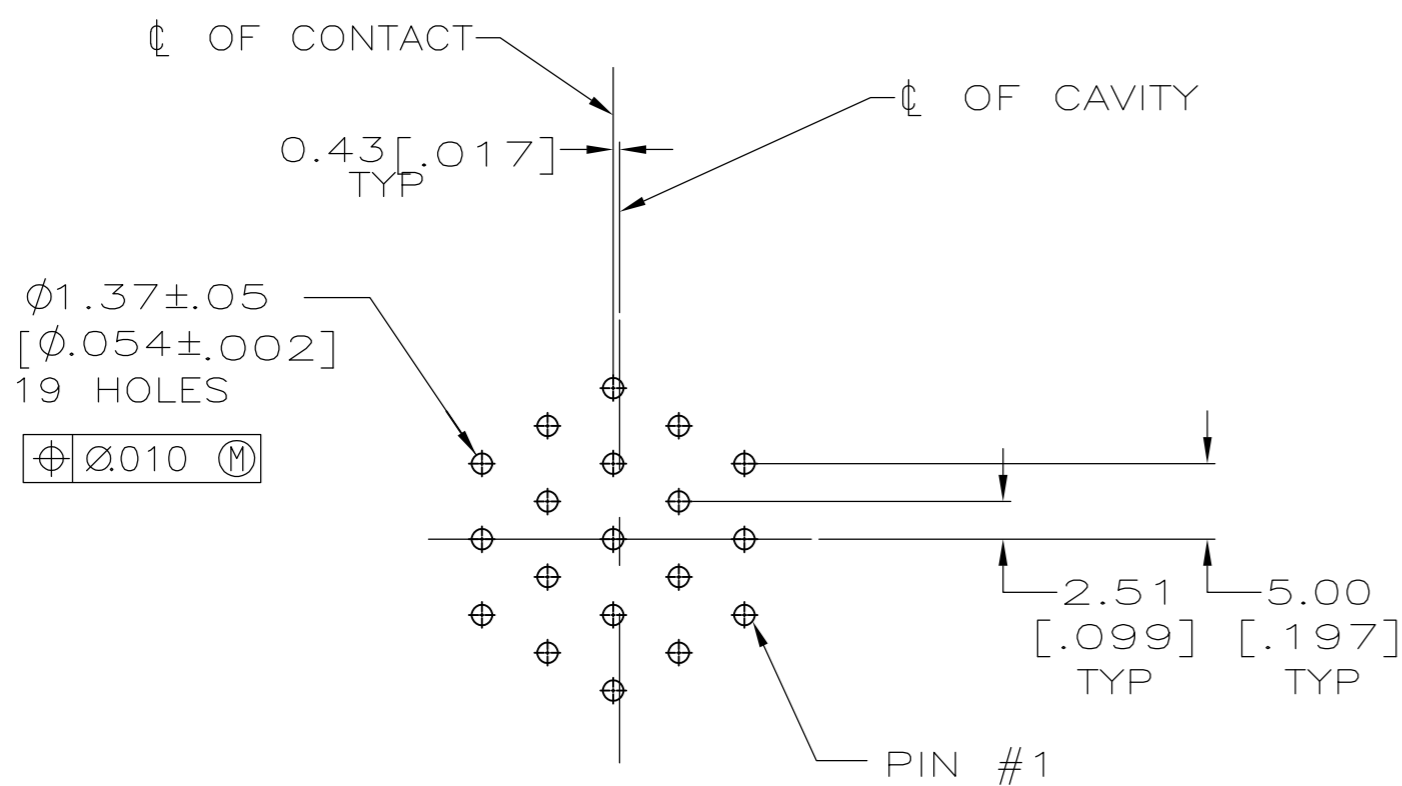 ℄ OF CONTACT
℄ OF CAVITY
0.43[.017]
TYP
∅1.37±.05
[∅.054±.002]
19 HOLES
⌖ ∅.010 Ⓜ
2.51
[.099]
TYP
5.00
[.197]
TYP
PIN #1